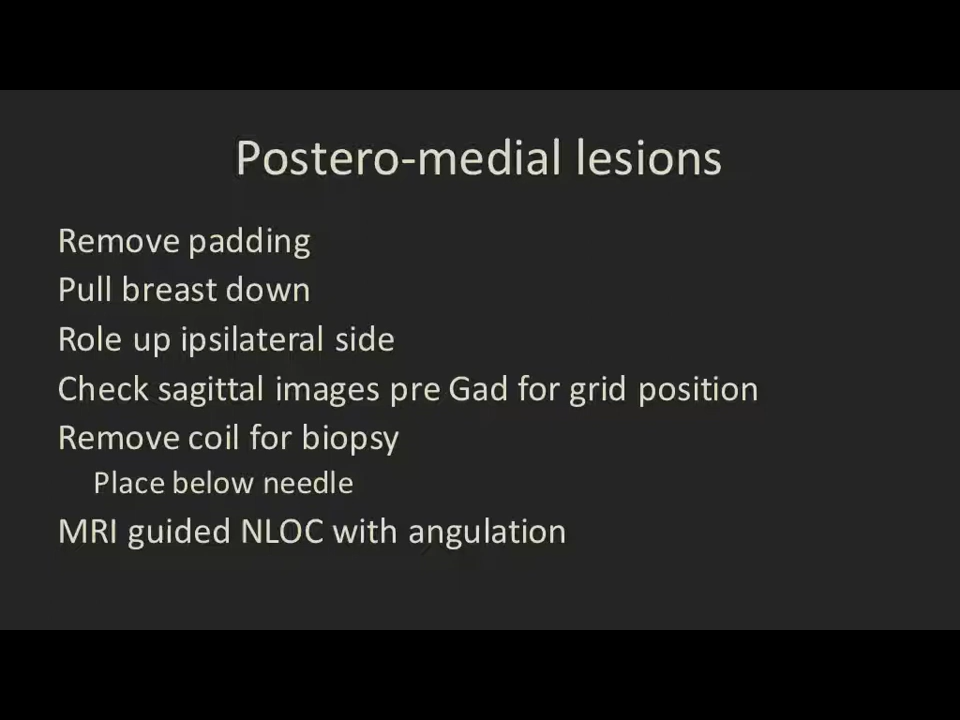 Postero-medial lesions
Remove padding
Pull breast down
Role up ipsilateral side
Check sagittal images pre Gad for grid position
Remove coil for biopsy
Place below needle
MRI guided NLOC with angulation